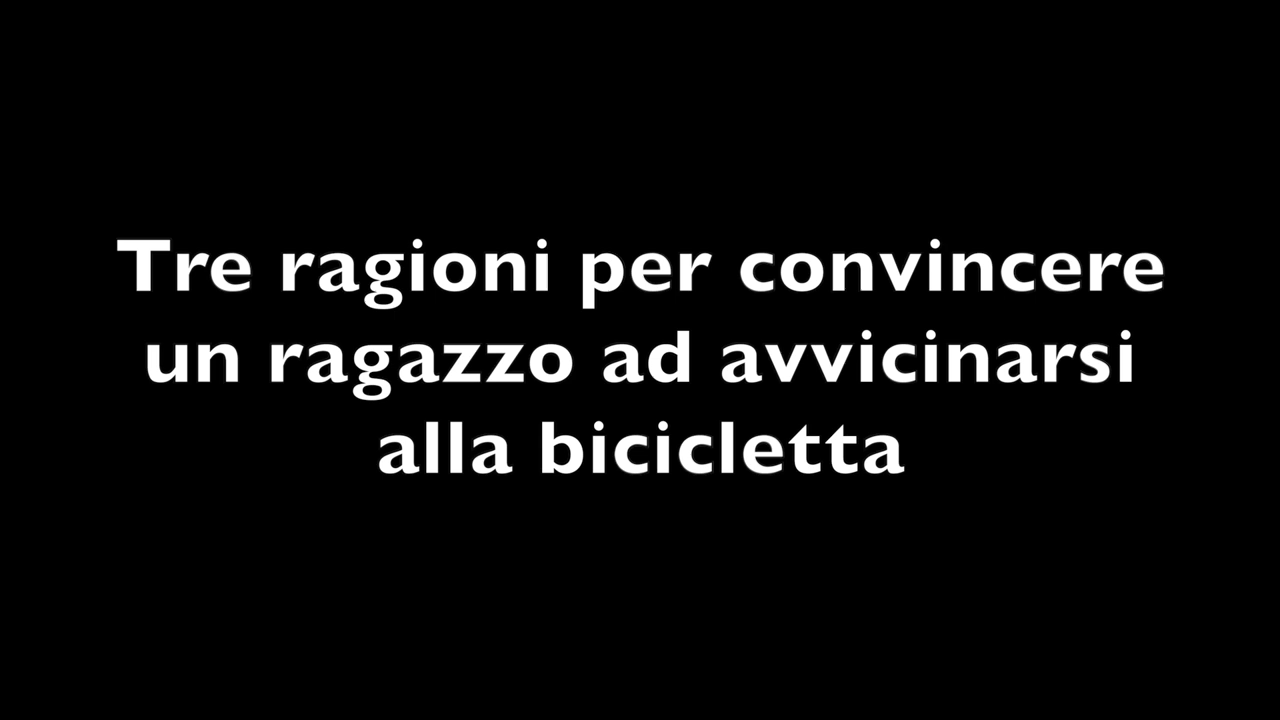 Tre ragioni per convincere
un ragazzo ad avvicinarsi
alla bicicletta